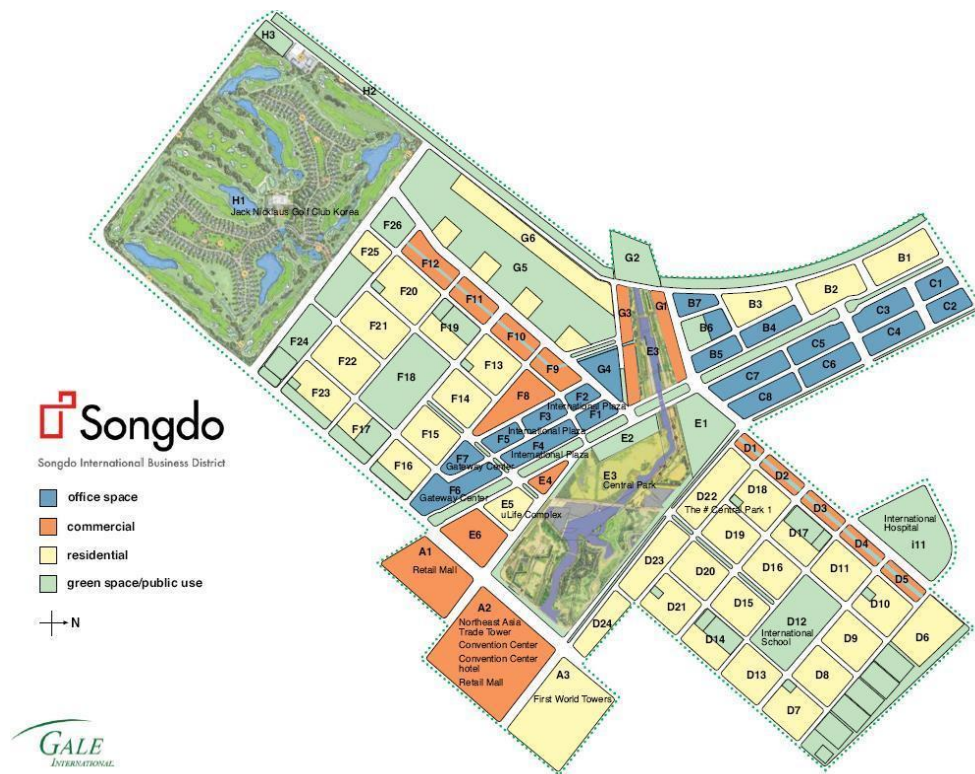 H3
H2
H1
Jack Nicklaus Golf Club Korea
F26
G6
G5
G2
B1
F25
F12
B2
C1
F20
F11
G3
G1
B7
B3
C2
F21
F19
F10
B6
B4
C3
C4
F24
F22
F9
G4
E3
B5
C5
F18
F13
C7
C6
F23
F14
F8
F2
International Plaza
C8
F17
F3
F1
International Plaza
E1
F15
F5
F4
E2
International Plaza
D1
F16
F7
Gateway Center
E4
E3
Central Park
D2
F6
Gateway Center
D22
D18
D3
E5
uLife Complex
The # Central Park 1
International
Hospital
i11
D19
D17
D4
E6
D23
D16
D11
D5
A1
Retail Mall
D20
D15
D10
D21
D12
International
School
D9
D6
A2
Northeast Asia
Trade Tower
Convention Center
Convention Center
hotel
Retail Mall
D24
D14
D13
D8
A3
First World Towers
D7
Songdo
Songdo International Business District
office space
commercial
residential
green space/public use
N
GALE
INTERNATIONAL